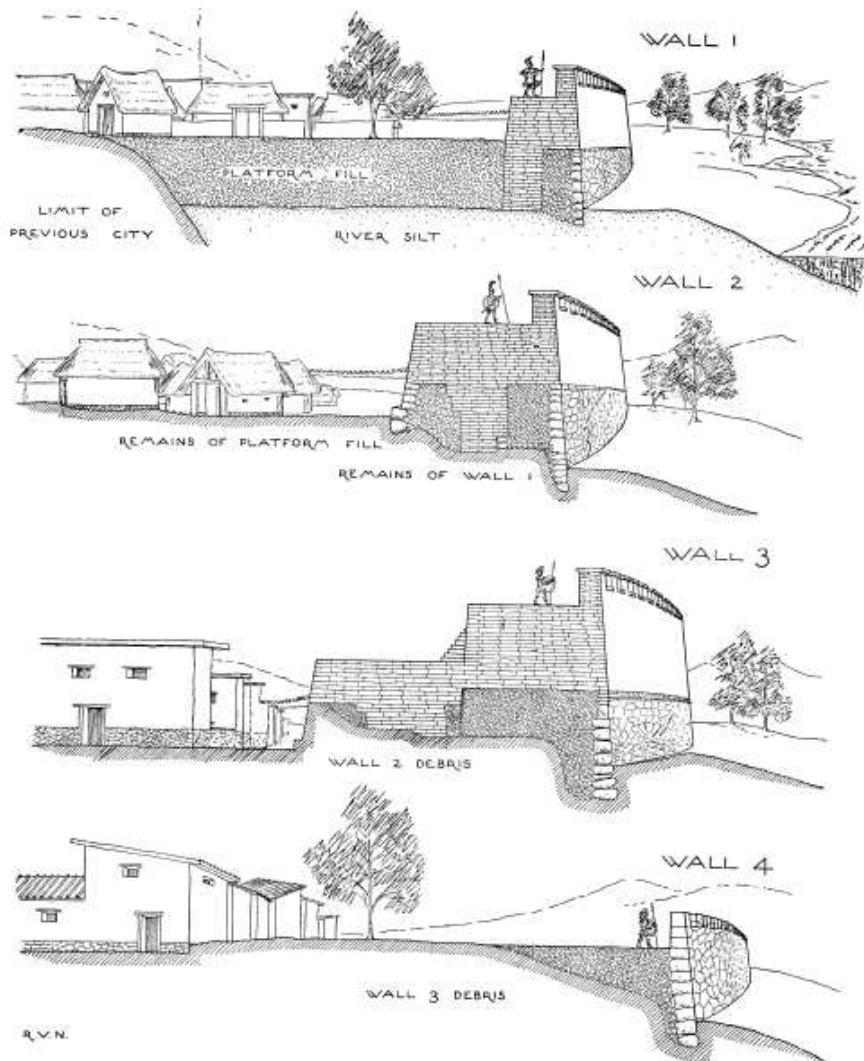 WALL 1
PLATFORM FILL
LIMIT OF
PREVIOUS CITY
RIVER SILT
WALL 2
REMAINS OF PLATFORM FILL
REMAINS OF WALL 1
WALL 3
WALL 2 DEBRIS
WALL 4
WALL 3 DEBRIS
R.V.N.